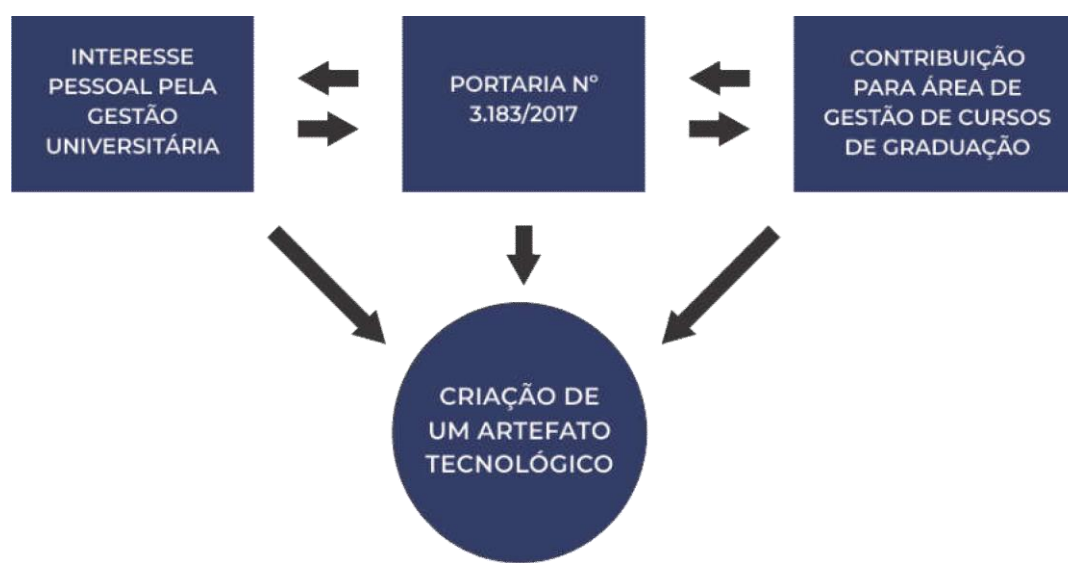 INTERESSE
PESSOAL PELA
GESTÃO
UNIVERSITÁRIA
PORTARIA Nº
3.183/2017
CONTRIBUIÇÃO
PARA ÁREA DE
GESTÃO DE CURSOS
DE GRADUAÇÃO
CRIAÇÃO DE
UM ARTEFATO
TECNOLÓGICO